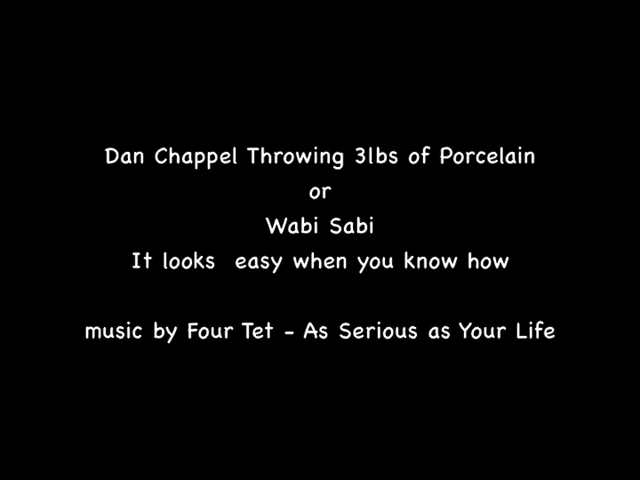 Dan Chappel Throwing 3lbs of Porcelain
or
Wabi Sabi
It looks  easy when you know how
music by Four Tet - As Serious as Your Life